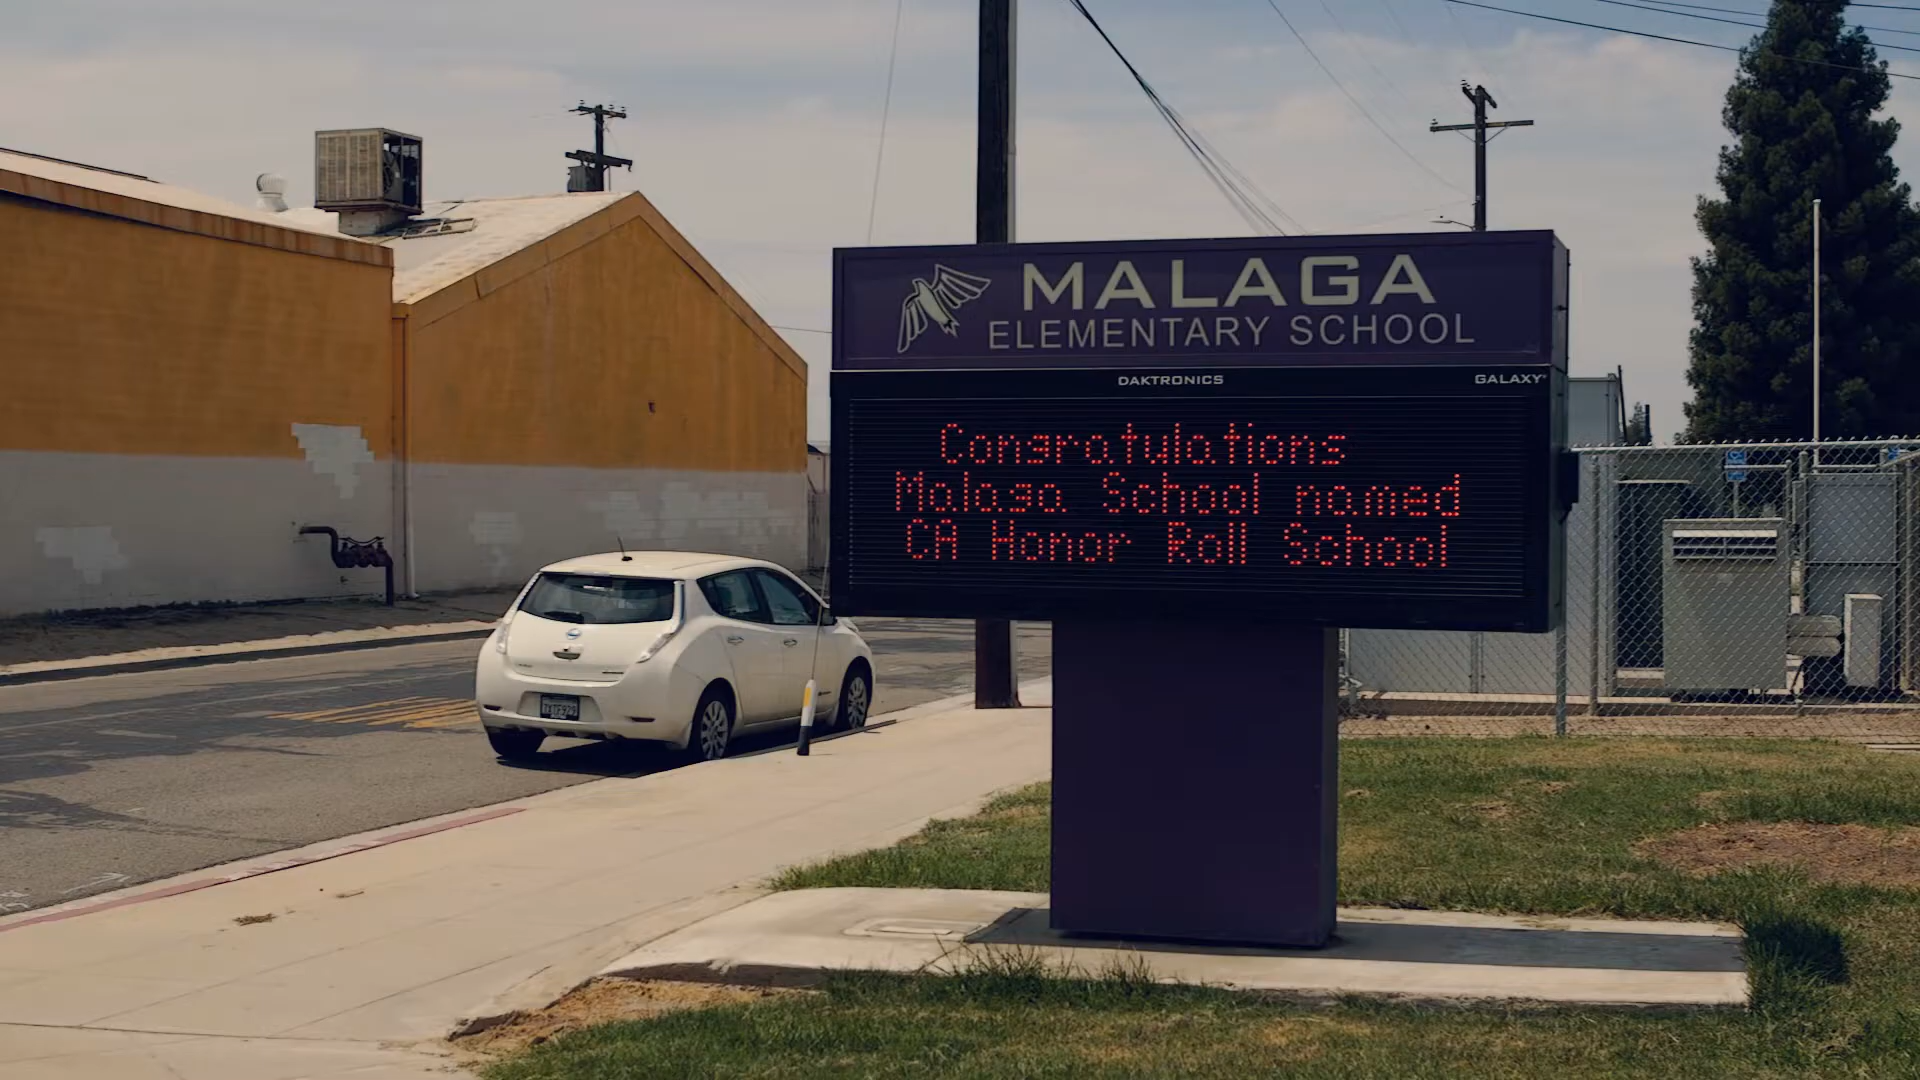 MALAGA
ELEMENTARY SCHOOL
DAKTRONICS GALAXY
Congratulations
Malaga School named
CA Honor Roll School